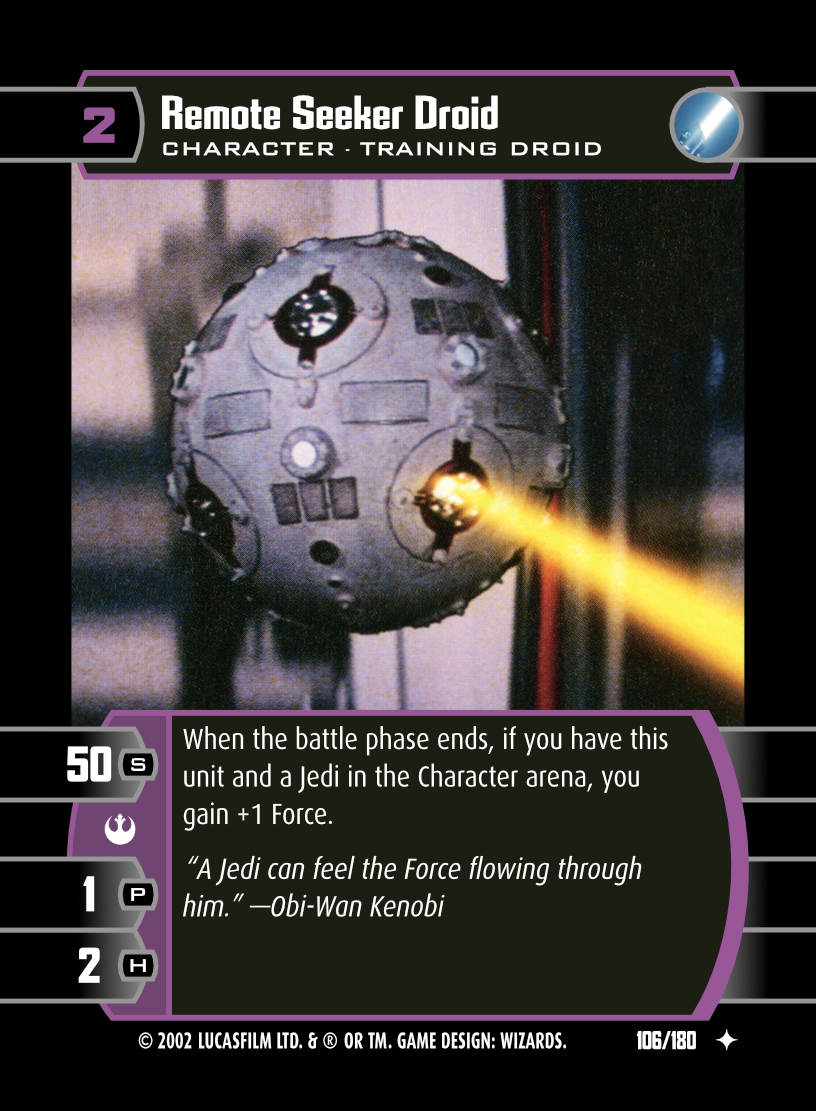 2
Remote Seeker Droid
CHARACTER - TRAINING DROID
50 S
1 P
2 H
When the battle phase ends, if you have this
unit and a Jedi in the Character arena, you
gain +1 Force.
“A Jedi can feel the Force flowing through
him.” —Obi-Wan Kenobi
© 2002 LUCASFILM LTD. & ® OR TM. GAME DESIGN: WIZARDS.
106/180